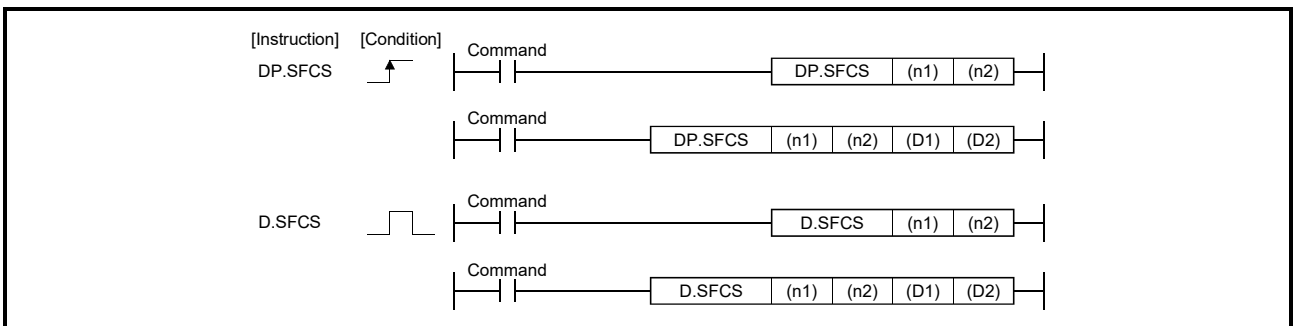 [Instruction] [Condition]
Command
DP.SFCS DP.SFCS (n1) (n2)
Command
DP.SFCS (n1) (n2) (D1) (D2)
Command
D.SFCS D.SFCS (n1) (n2)
Command
D.SFCS (n1) (n2) (D1) (D2)